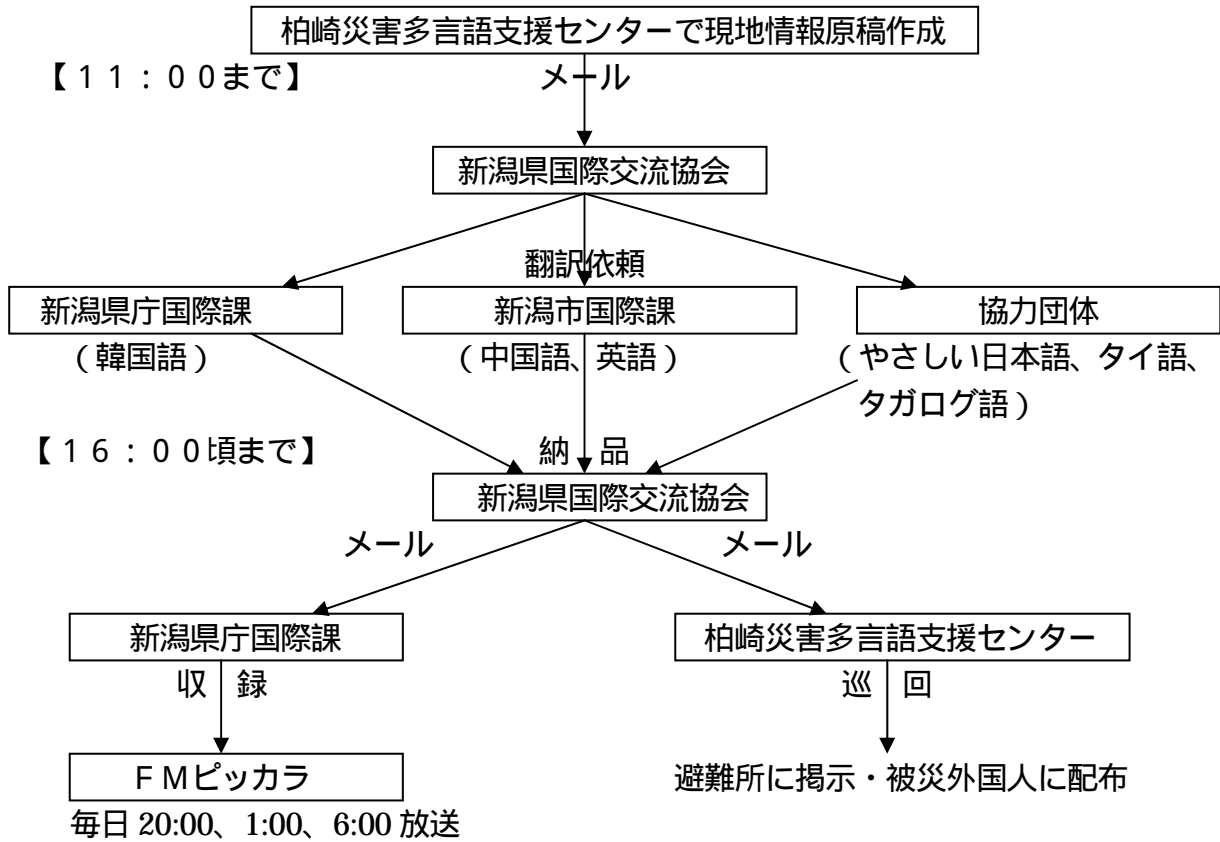 柏崎災害多言語支援センターで現地情報原稿作成
【１１：００まで】
メール
新潟県国際交流協会
翻訳依頼
新潟県庁国際課
新潟市国際課
協力団体
（韓国語）
（中国語、英語）
（やさしい日本語、タイ語、
タガログ語）
【１６：００頃まで】
納 品
新潟県国際交流協会
メール
メール
新潟県庁国際課
柏崎災害多言語支援センター
収 録
巡 回
ＦＭピッカラ
避難所に掲示・被災外国人に配布
毎日 20:00、1:00、6:00 放送